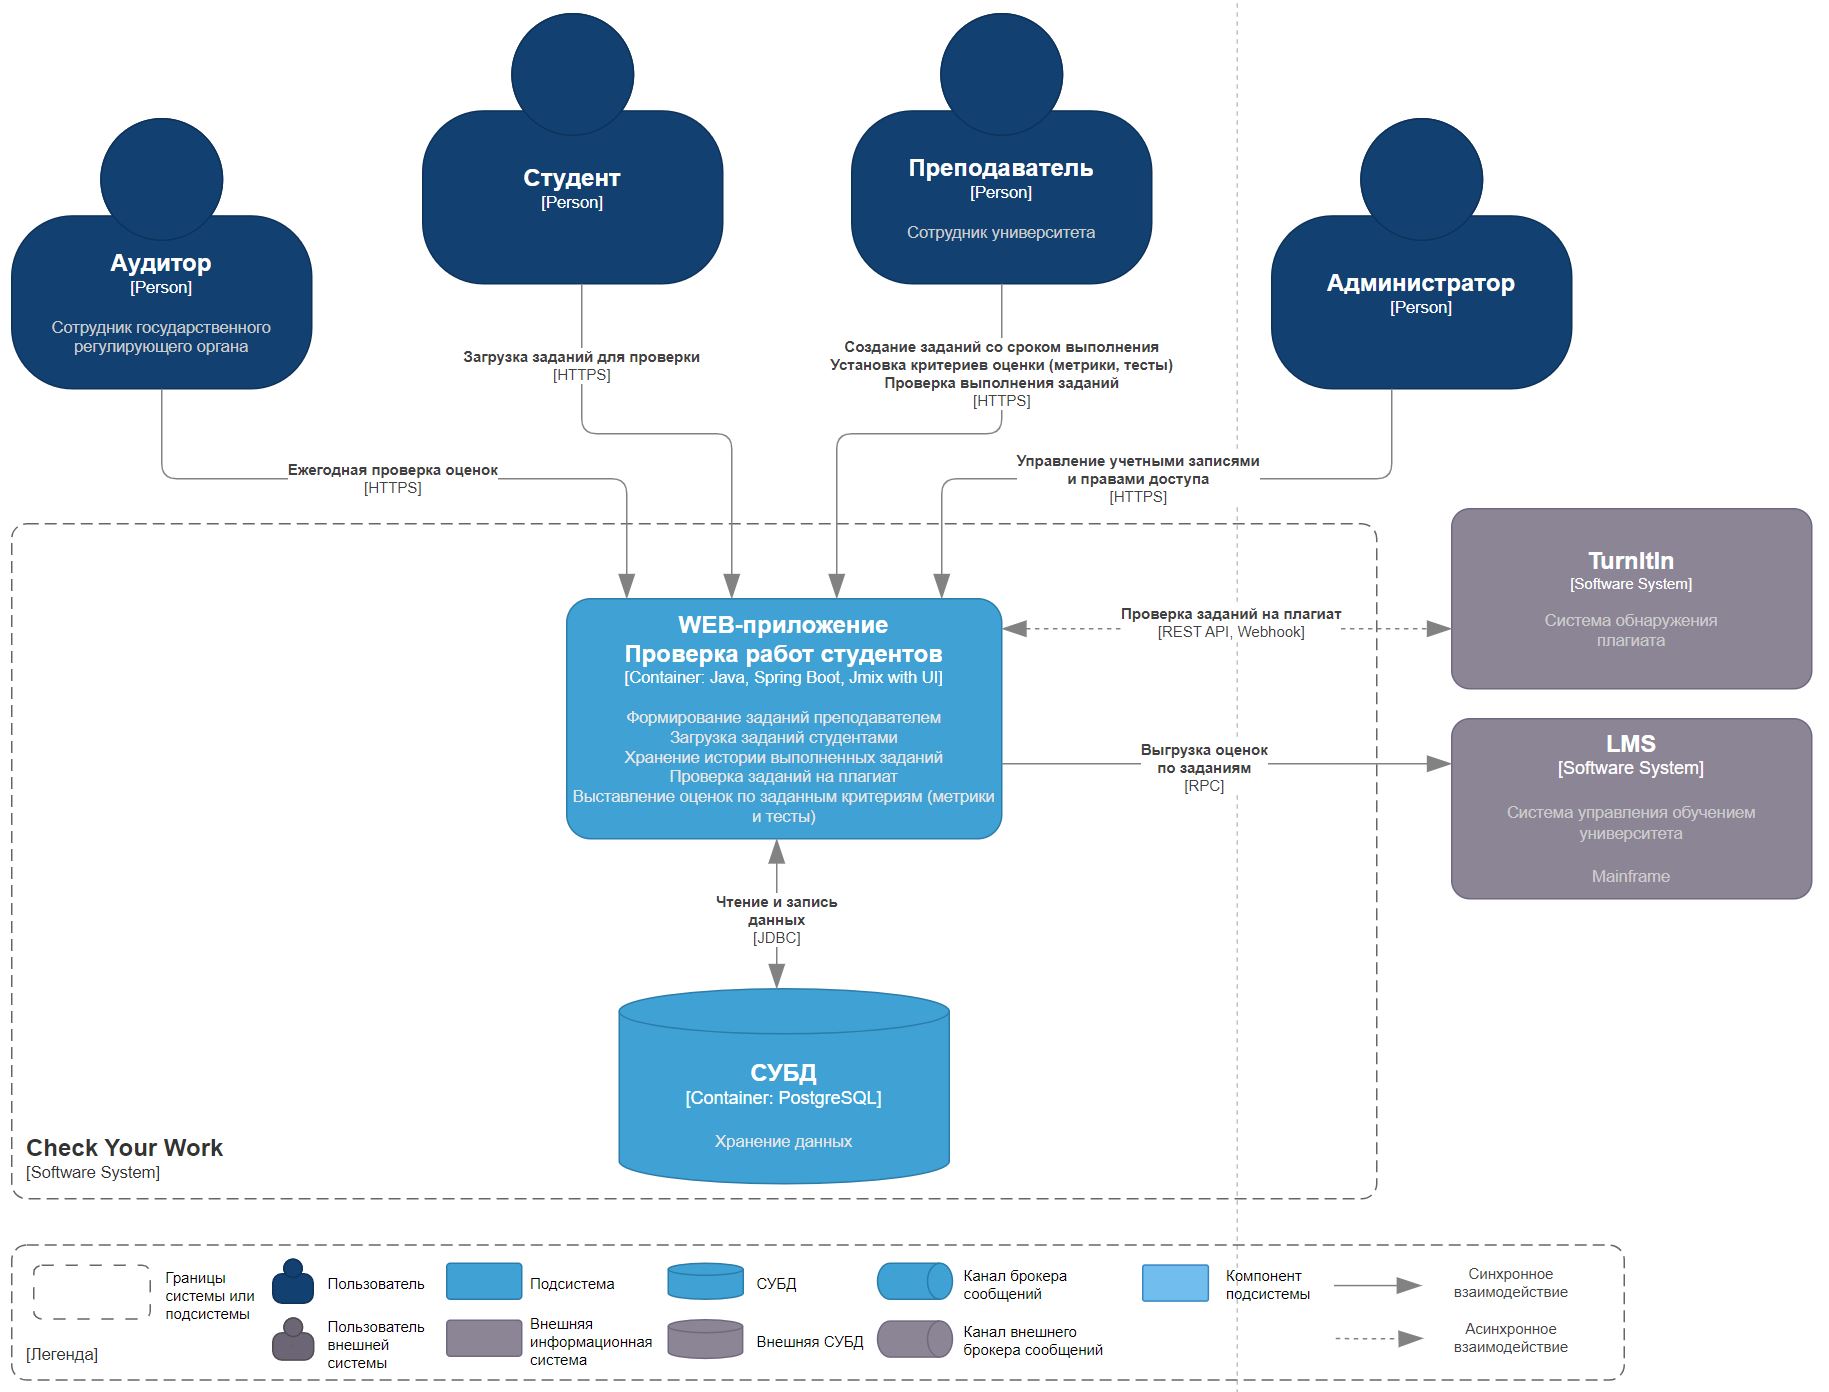 Студент
[Person]
Преподаватель
[Person]
Сотрудник университета
Аудитор
[Person]
Сотрудник государственного
регулирующего органа
Администратор
[Person]
Загрузка заданий для проверки
[HTTPS]
Создание заданий со сроком выполнения
Установка критериев оценки (метрики, тесты)
Проверка выполнения заданий
[HTTPS]
Ежегодная проверка оценок
[HTTPS]
Управление учетными записями
и правами доступа
[HTTPS]
WEB-приложение
Проверка работ студентов
[Container: Java, Spring Boot, Jmix with UI]
Формирование заданий преподавателем
Загрузка заданий студентами
Хранение истории выполненных заданий
Проверка заданий на плагиат
Выставление оценок по заданным критериям (метрики
и тесты)
Проверка заданий на плагиат
[REST API, Webhook]
TurnItIn
[Software System]
Система обнаружения
плагиата
Выгрузка оценок
по заданиям
[RPC]
LMS
[Software System]
Система управления обучением
университета
Mainframe
Чтение и запись
данных
[JDBC]
СУБД
[Container: PostgreSQL]
Хранение данных
Check Your Work
[Software System]
Границы
системы или
подсистемы
[Легенда]
Пользователь
Пользователь
внешней
системы
Подсистема
Внешняя
информационная
система
СУБД
Внешняя СУБД
Канал брокера
сообщений
Канал внешнего
брокера сообщений
Компонент
подсистемы
Синхронное
взаимодействие
Асинхронное
взаимодействие